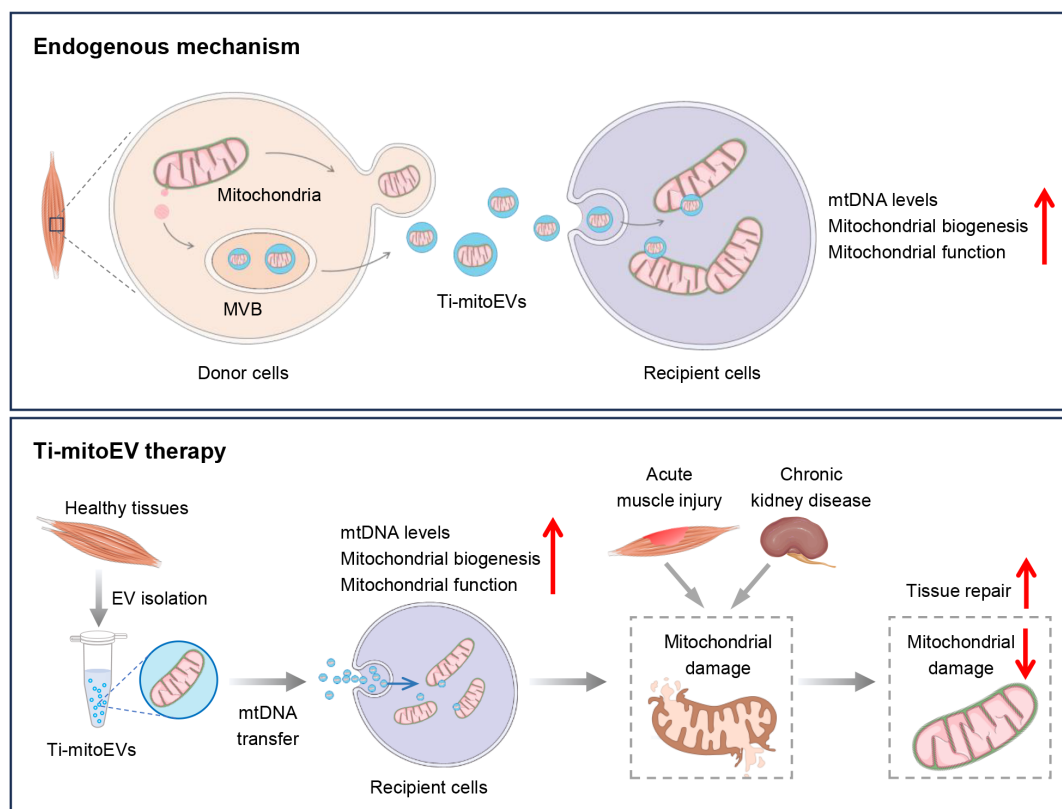 Endogenous mechanism
Mitochondria
MVB
Donor cells
Ti-mitoEVs
Recipient cells
mtDNA levels
Mitochondrial biogenesis
Mitochondrial function
Ti-mitoEV therapy
Healthy tissues
EV isolation
Ti-mitoEVs
mtDNA
transfer
mtDNA levels
Mitochondrial biogenesis
Mitochondrial function
Recipient cells
Acute
muscle injury
Chronic
kidney disease
Mitochondrial
damage
Tissue repair
Mitochondrial
damage